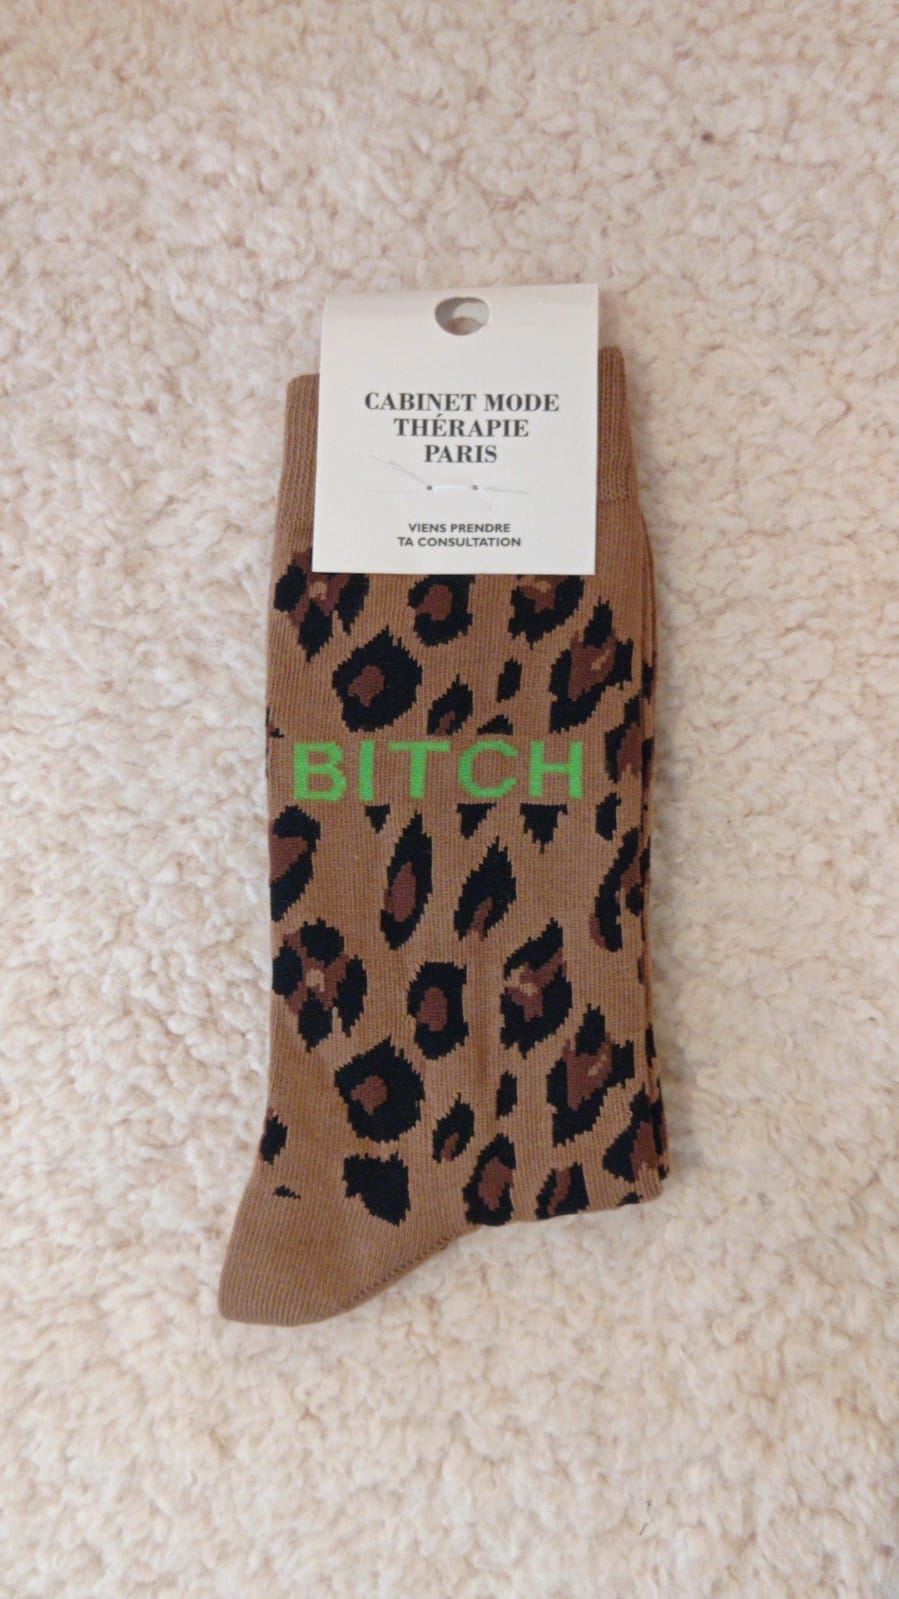 CABINET MODE
THÉRAPIE
PARIS
VIENS PRENDRE
TA CONSULTATION
BITCH